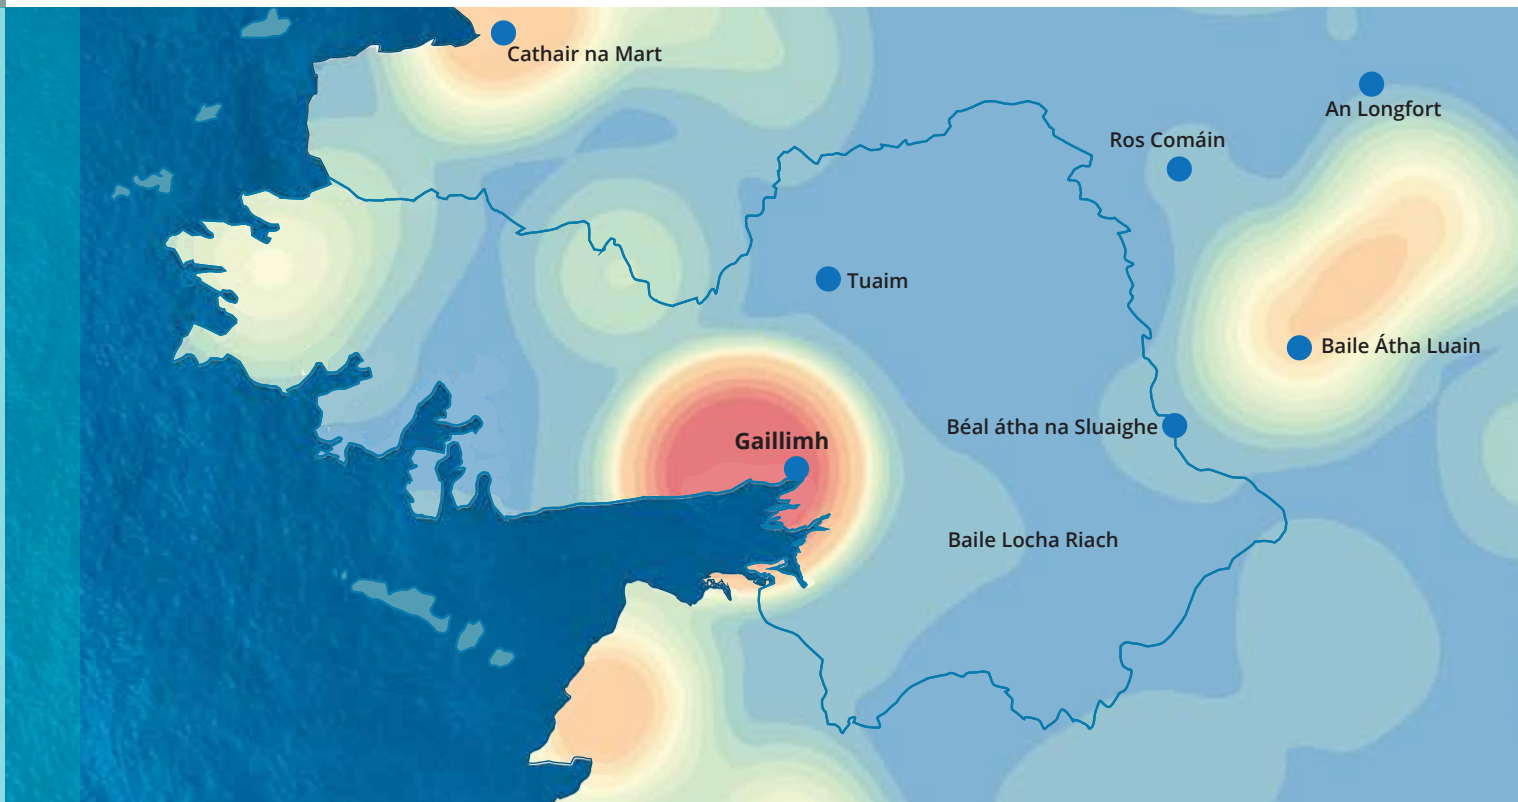 Cathair na Mart
An Longfort
Ros Comáin
Tuaim
Baile Átha Luain
Béal átha na Sluaighe
Gaillimh
Baile Locha Riach